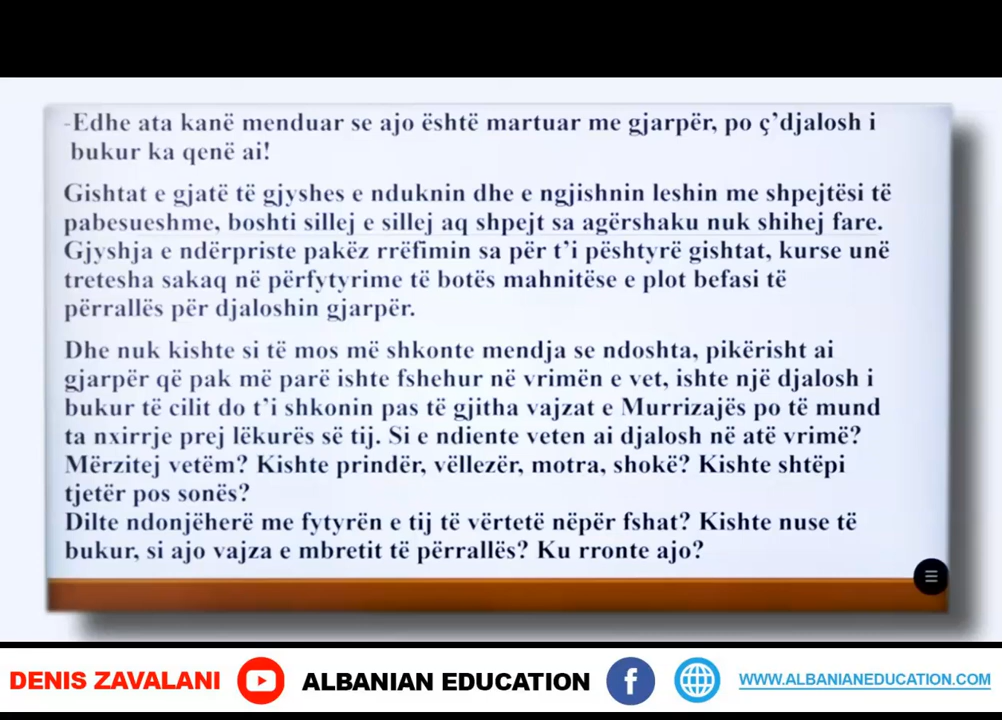 -Edhe ata kanë menduar se ajo është martuar me gjarpër, po ç’djalosh i
bukur ka qenë ai!
Gishtat e gjatë të gjyshes e nduknin dhe e ngjishnin leshin me shpejtësi të
pabesueshme, boshti sillej e sillej aq shpejt sa agërshaku nuk shihej fare.
Gjyshja e ndërpriste pakëz rrëfimin sa për t’i pështyrë gishtat, kurse unë
tretesha sakaq në përfytyrime të botës mahnitëse e plot befasi të
përrallës për djaloshin gjarpër.
Dhe nuk kishte si të mos më shkonte mendja se ndoshta, pikërisht ai
gjarpër që pak më parë ishte fshehur në vrimën e vet, ishte një djalosh i
bukur të cilit do t’i shkonin pas të gjitha vajzat e Murrizajës po të mund
ta nxirrje prej lëkurës së tij. Si e ndiente veten ai djalosh në atë vrimë?
Mërzitej vetëm? Kishte prindër, vëllezër, motra, shokë? Kishte shtëpi
tjetër pos sonës?
Dilte ndonjëherë me fytyrën e tij të vërtetë nëpër fshat? Kishte nuse të
bukur, si ajo vajza e mbretit të përrallës? Ku rronte ajo?
DENIS ZAVALANI ALBANIAN EDUCATION f WWW.ALBANIANEDUCATION.COM